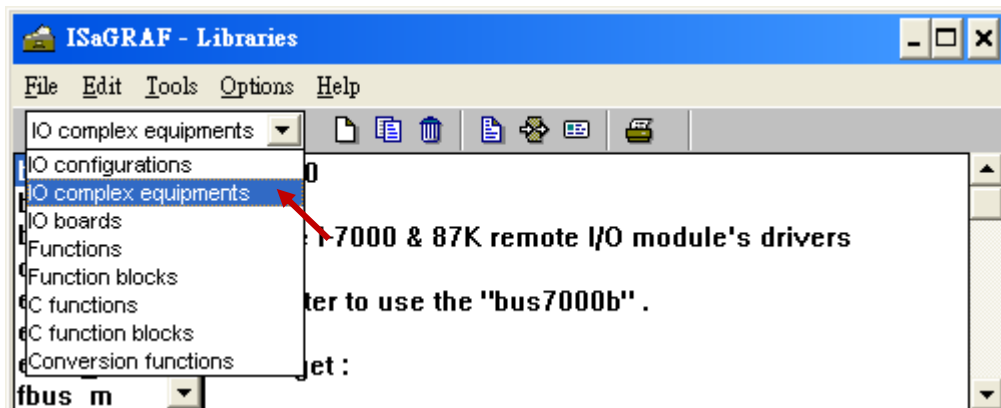 ISaGRAF - Libraries
File Edit Tools Options Help
IO complex equipments
IO configurations
IO complex equipments
IO boards
Functions
Function blocks
C functions
C function blocks
Conversion functions
fbus_m
0
I-7000 & 87K remote I/O module's drivers
ter to use the "bus7000b" .
get :